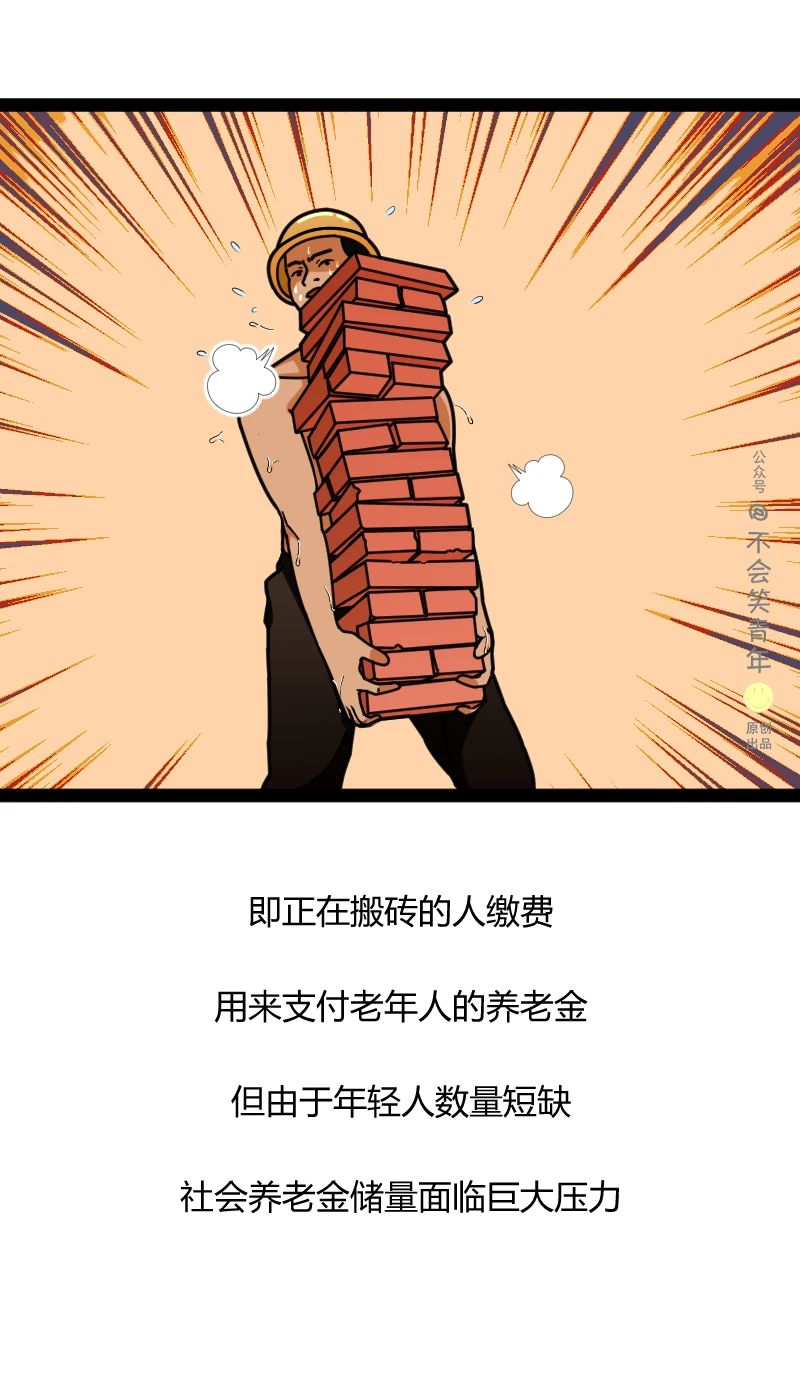 公众号
@不会笑青年
原创
出品
即正在搬砖的人缴费
用来支付老年人的养老金
但由于年轻人数量短缺
社会养老金储量面临巨大压力